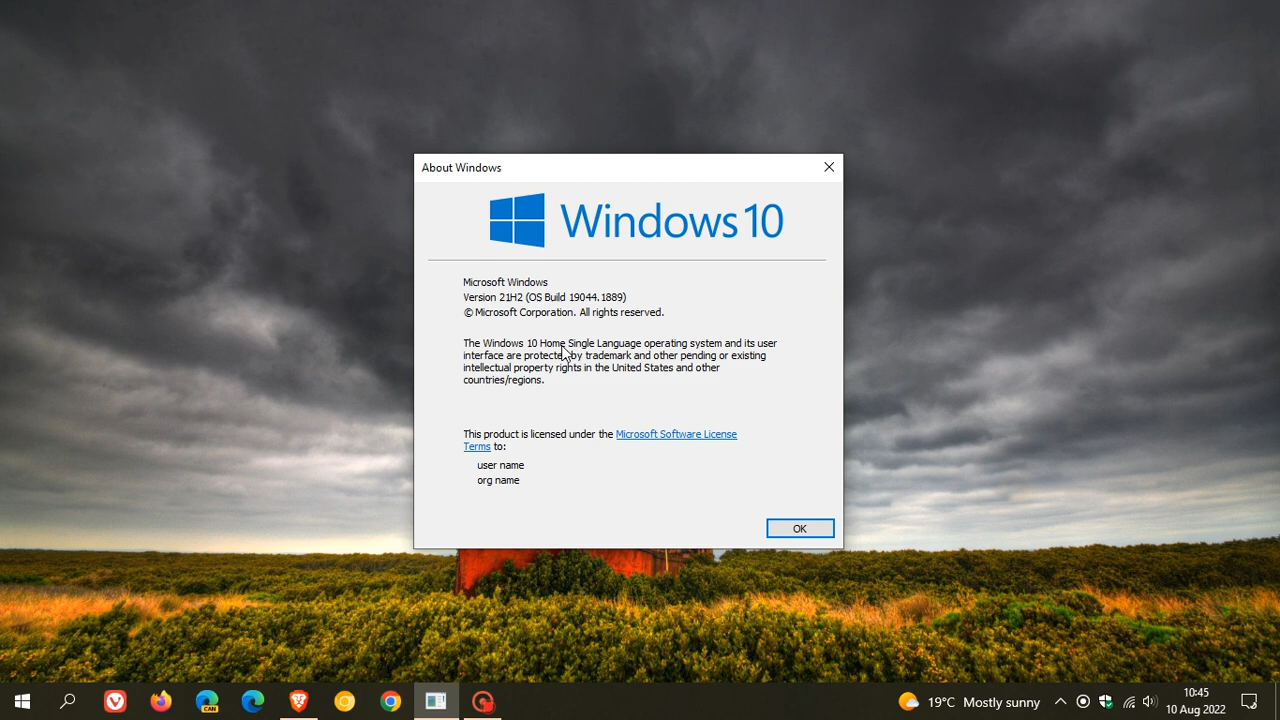 About Windows
Windows 10
Microsoft Windows
Version 21H2 (OS Build 19044.1889)
© Microsoft Corporation. All rights reserved.
The Windows 10 Home Single Language operating system and its user
interface are protected by trademark and other pending or existing
intellectual property rights in the United States and other
countries/regions.
This product is licensed under the Microsoft Software License
Terms to:
user name
org name
OK
CAN
19°C Mostly sunny
10:45
10 Aug 2022